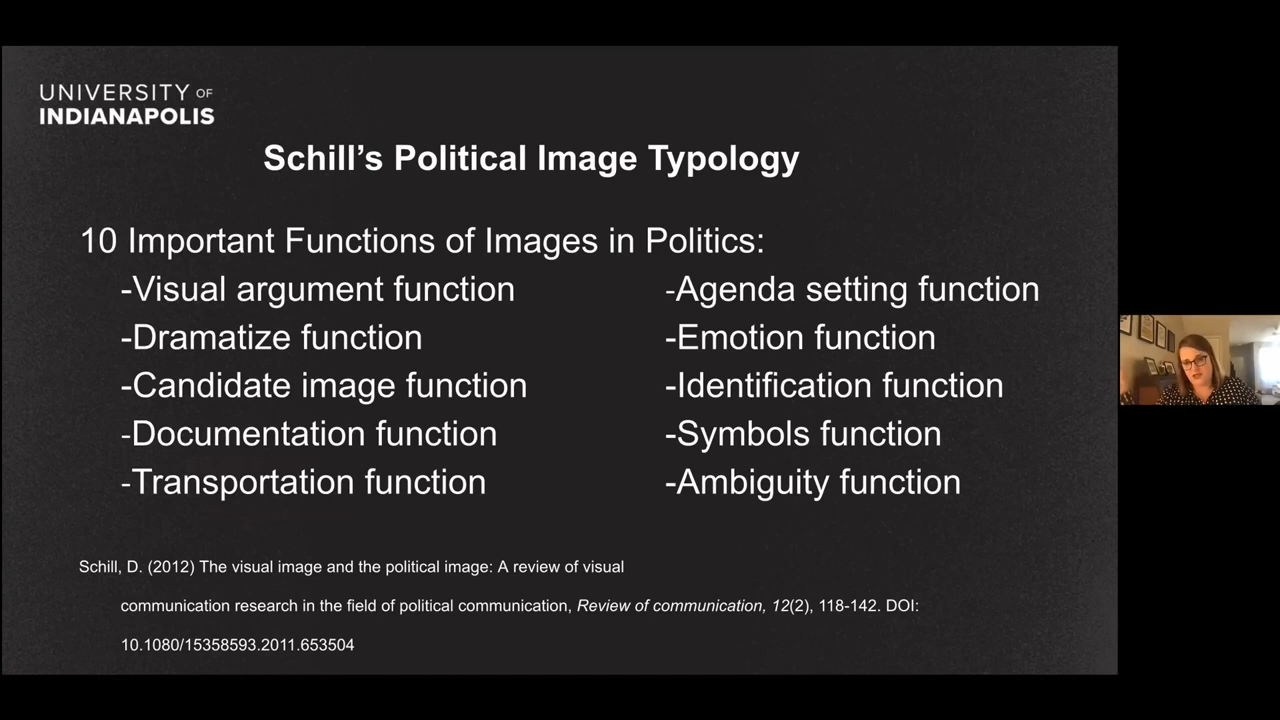 UNIVERSITY OF
INDIANAPOLIS
Schill’s Political Image Typology
10 Important Functions of Images in Politics:
-Visual argument function
-Dramatize function
-Candidate image function
-Documentation function
-Transportation function
-Agenda setting function
-Emotion function
-Identification function
-Symbols function
-Ambiguity function
Schill, D. (2012) The visual image and the political image: A review of visual
communication research in the field of political communication, Review of communication, 12(2), 118-142. DOI:
10.1080/15358593.2011.653504